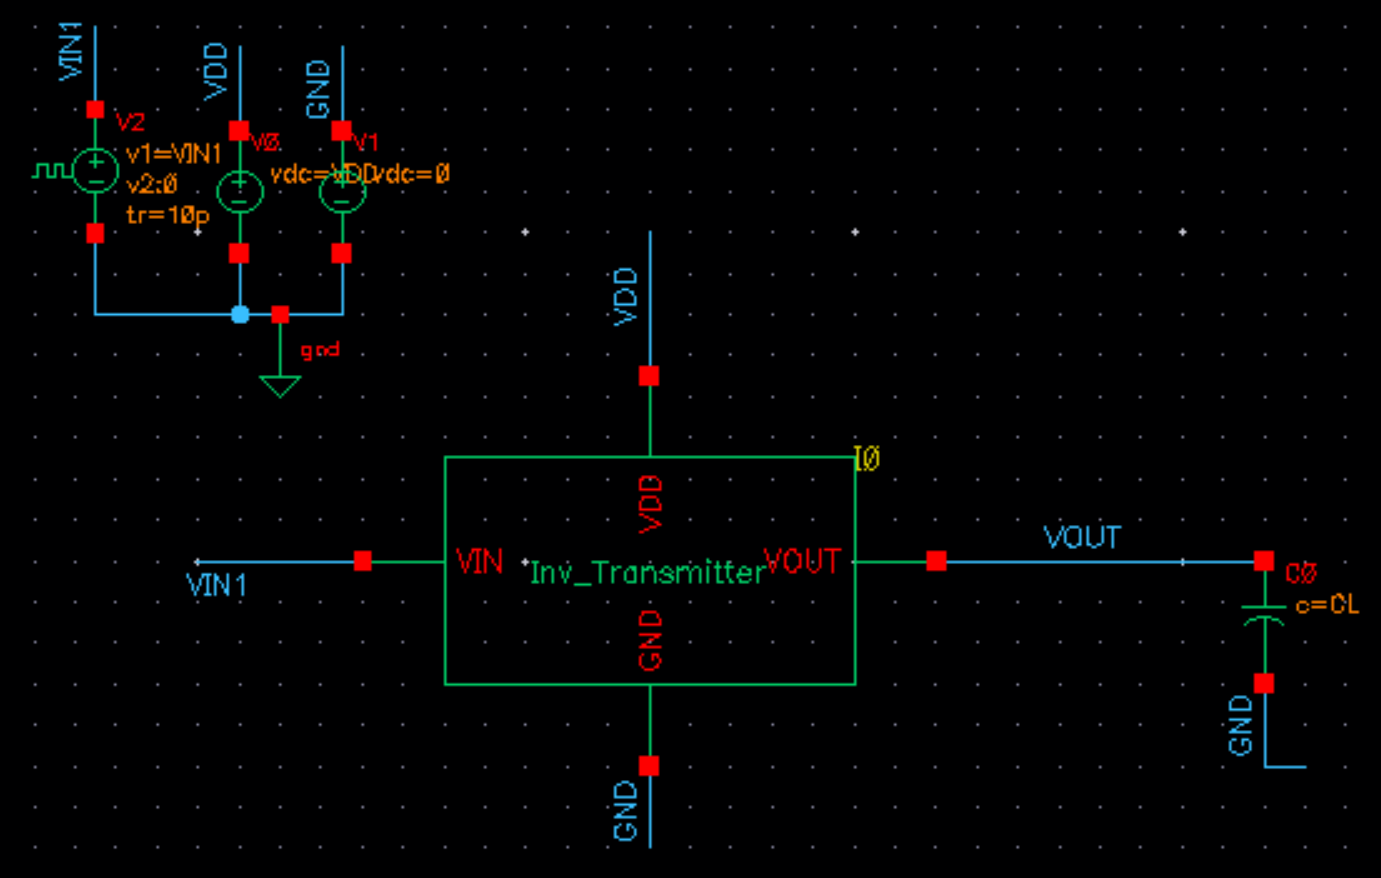 VIN1
VDD
GND
V2
V0
V1
v1=VIN1
v2:0
tr=10p
vdc=VDD
vdc=0
gnd
VDD
I0
VDD
VIN
Inv_Transmitter
VOUT
GND
VIN1
VOUT
C0
c=CL
GND
GND